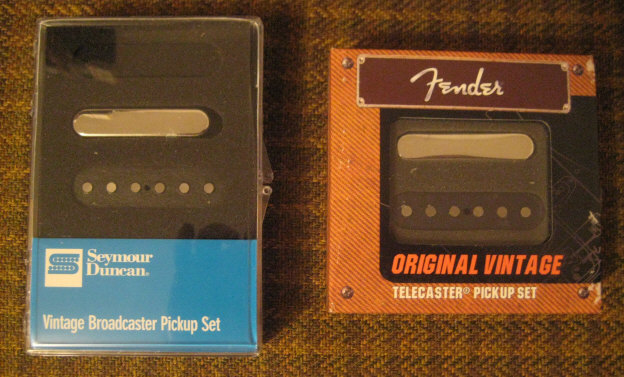 Seymour
Duncan®
Vintage Broadcaster Pickup Set
Fender
ORIGINAL VINTAGE
TELECASTER® PICKUP SET